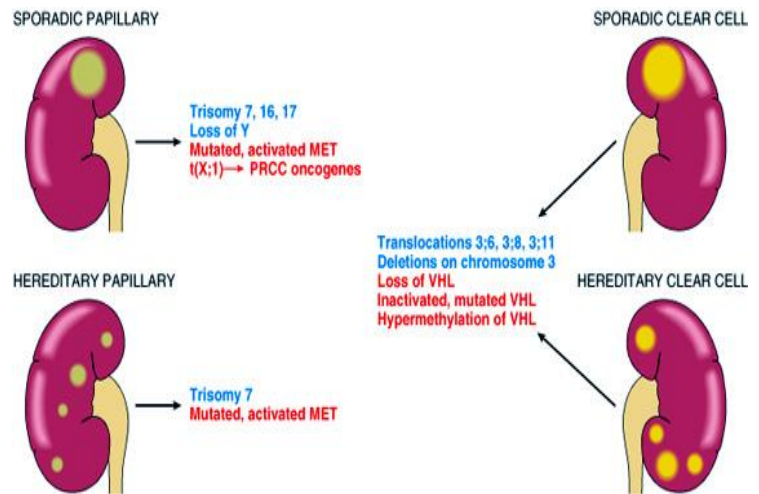 SPORADIC PAPILLARY
Trisomy 7, 16, 17
Loss of Y
Mutated, activated MET
t(X;1)→ PRCC oncogenes
SPORADIC CLEAR CELL
Translocations 3;6, 3;8, 3;11
Deletions on chromosome 3
Loss of VHL
Inactivated, mutated VHL
Hypermethylation of VHL
HEREDITARY PAPILLARY
Trisomy 7
Mutated, activated MET
HEREDITARY CLEAR CELL